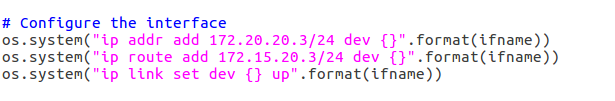 # Configure the interface
os.system("ip addr add 172.20.20.3/24 dev {}".format(ifname))
os.system("ip route add 172.15.20.3/24 dev {}".format(ifname))
os.system("ip link set dev {} up".format(ifname))